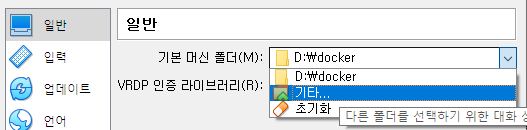 일반
일반
입력
기본 머신 폴더(M):
D:₩docker
업데이트
VRDP 인증 라이브러리(R):
D:₩docker
기타...
초기화
언어
다른 폴더를 선택하기 위한 대화